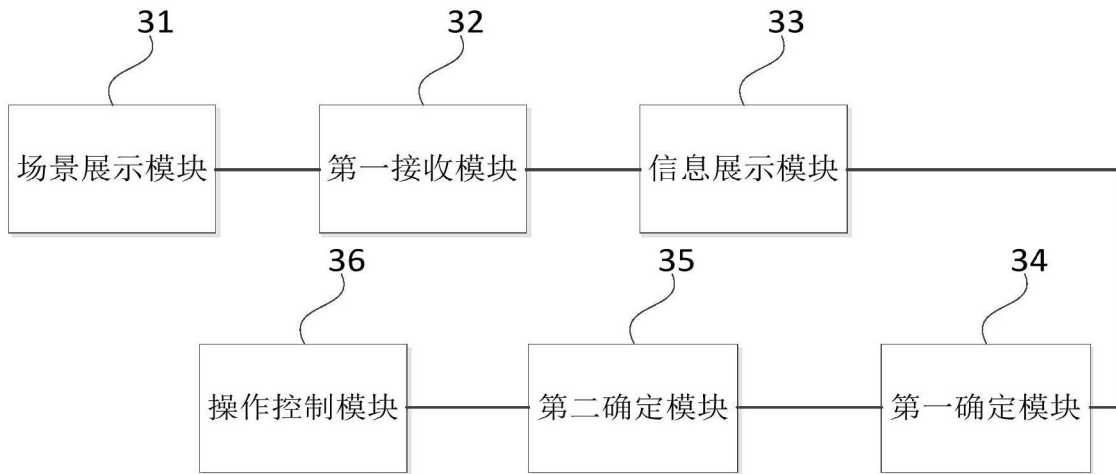 31 32 33
场景展示模块 第一接收模块 信息展示模块
36 35 34
操作控制模块 第二确定模块 第一确定模块